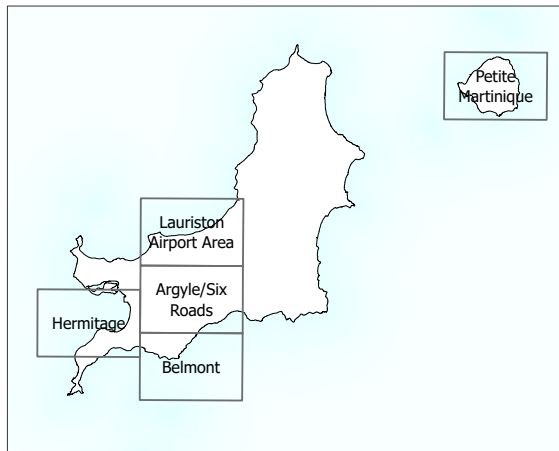 Petite
Martinique
Lauriston
Airport Area
Argyle/Six
Roads
Hermitage
Belmont